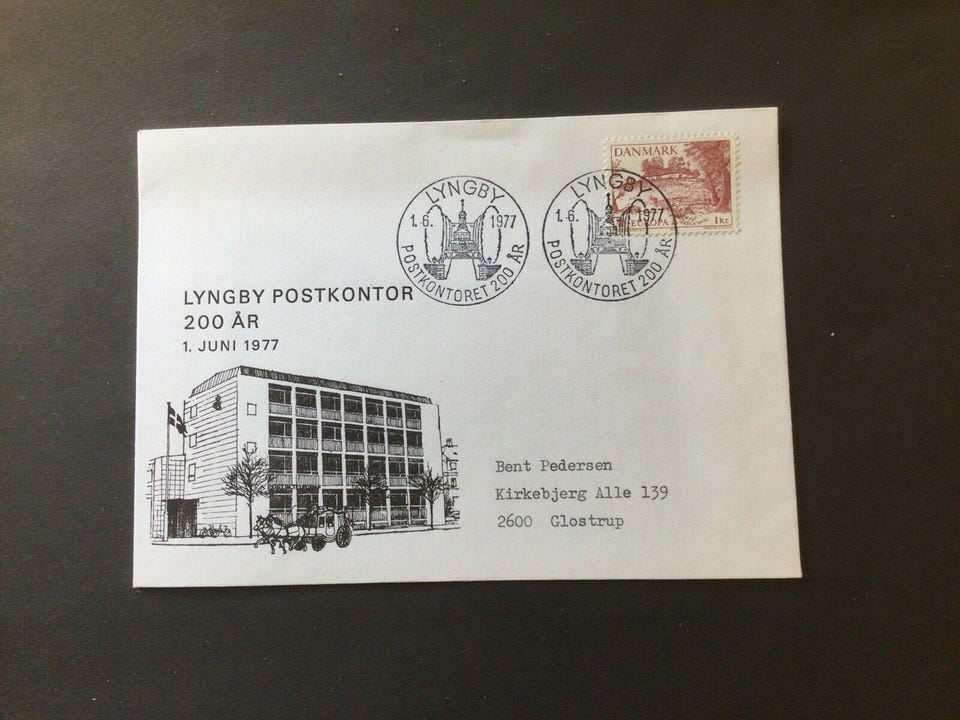 DANMARK
EUROPA
1 Kr.
LYNGBY
1.6. 1977
POSTKONTORET 200 ÅR
LYNGBY
1.6. 1977
POSTKONTORET 200 ÅR
LYNGBY POSTKONTOR
200 ÅR
1. JUNI 1977
Bent Pedersen
Kirkebjerg Alle 139
2600 Glostrup